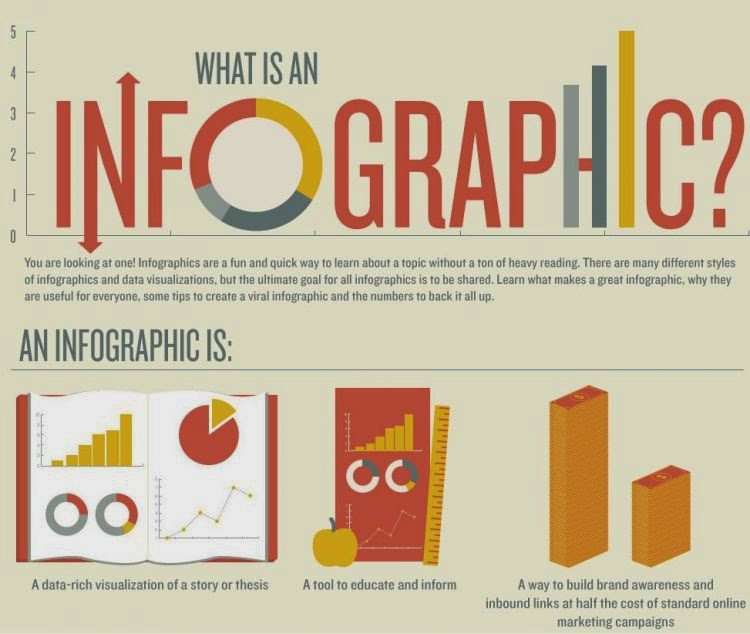 5
4
3
2
1
0
WHAT IS AN
INFOGRAPHIC?
You are looking at one! Infographics are a fun and quick way to learn about a topic without a ton of heavy reading. There are many different styles
of infographics and data visualizations, but the ultimate goal for all infographics is to be shared. Learn what makes a great infographic, why they
are useful for everyone, some tips to create a viral infographic and the numbers to back it all up.
AN INFOGRAPHIC IS:
A data-rich visualization of a story or thesis
A tool to educate and inform
A way to build brand awareness and
inbound links at half the cost of standard online
marketing campaigns